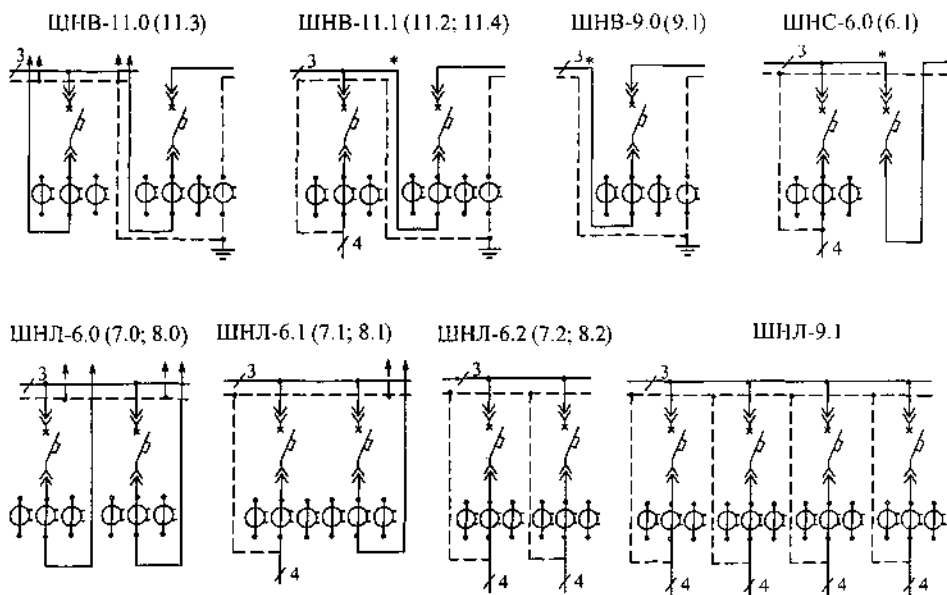 ШНВ-11.0 (11.3)
ШНВ-11.1 (11.2; 11.4)
ШНВ-9.0 (9.1)
ШНС-6.0 (6.1)
3
3
*
3
*
3
*
4
4
ШНЛ-6.0 (7.0; 8.0)
ШНЛ-6.1 (7.1; 8.1)
ШНЛ-6.2 (7.2; 8.2)
ШНЛ-9.1
3
3
3
3
4
4
4
4
4
4
4